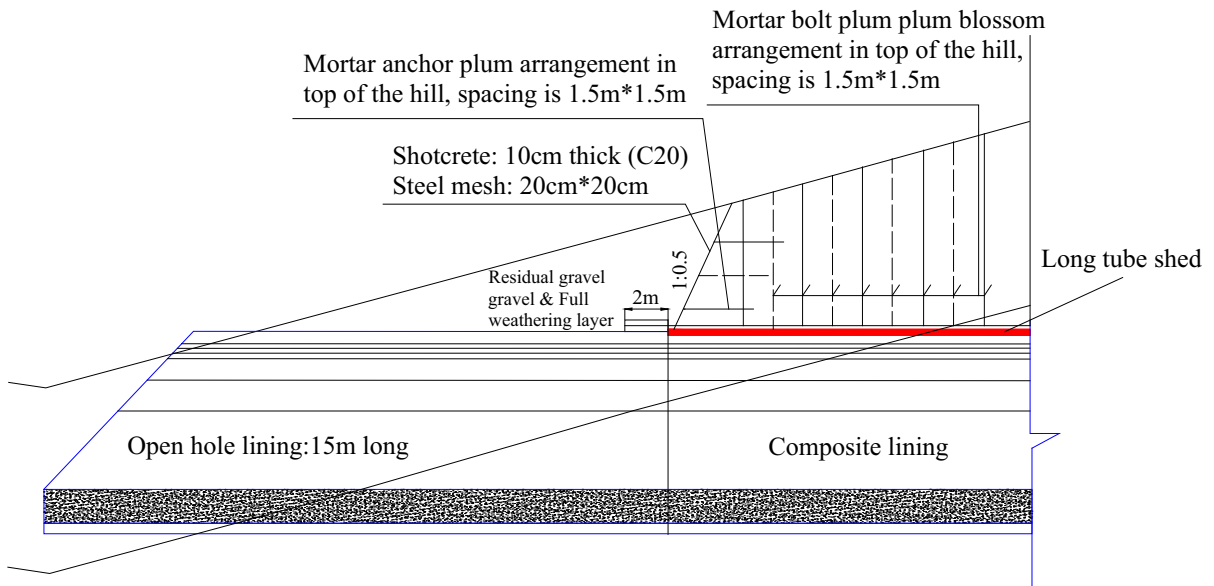 Mortar bolt plum plum blossom
arrangement in top of the hill,
spacing is 1.5m*1.5m
Mortar anchor plum arrangement in
top of the hill, spacing is 1.5m*1.5m
Shotcrete: 10cm thick (C20)
Steel mesh: 20cm*20cm
1:0.5
Long tube shed
Residual gravel
gravel & Full
weathering layer
2m
Open hole lining:15m long
Composite lining